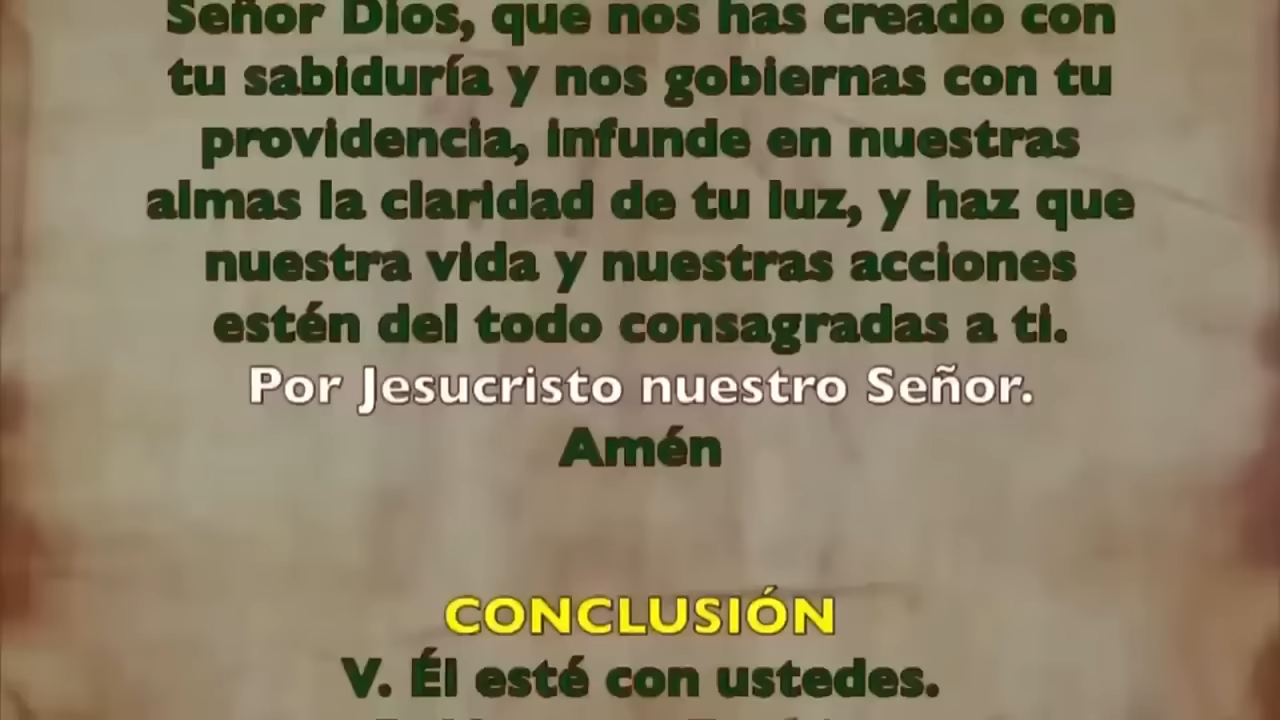 Señor Dios, que nos has creado con
tu sabiduría y nos gobiernas con tu
providencia, infunde en nuestras
almas la claridad de tu luz, y haz que
nuestra vida y nuestras acciones
estén del todo consagradas a ti.
Por Jesucristo nuestro Señor.
Amén
CONCLUSIÓN
V. Él esté con ustedes.